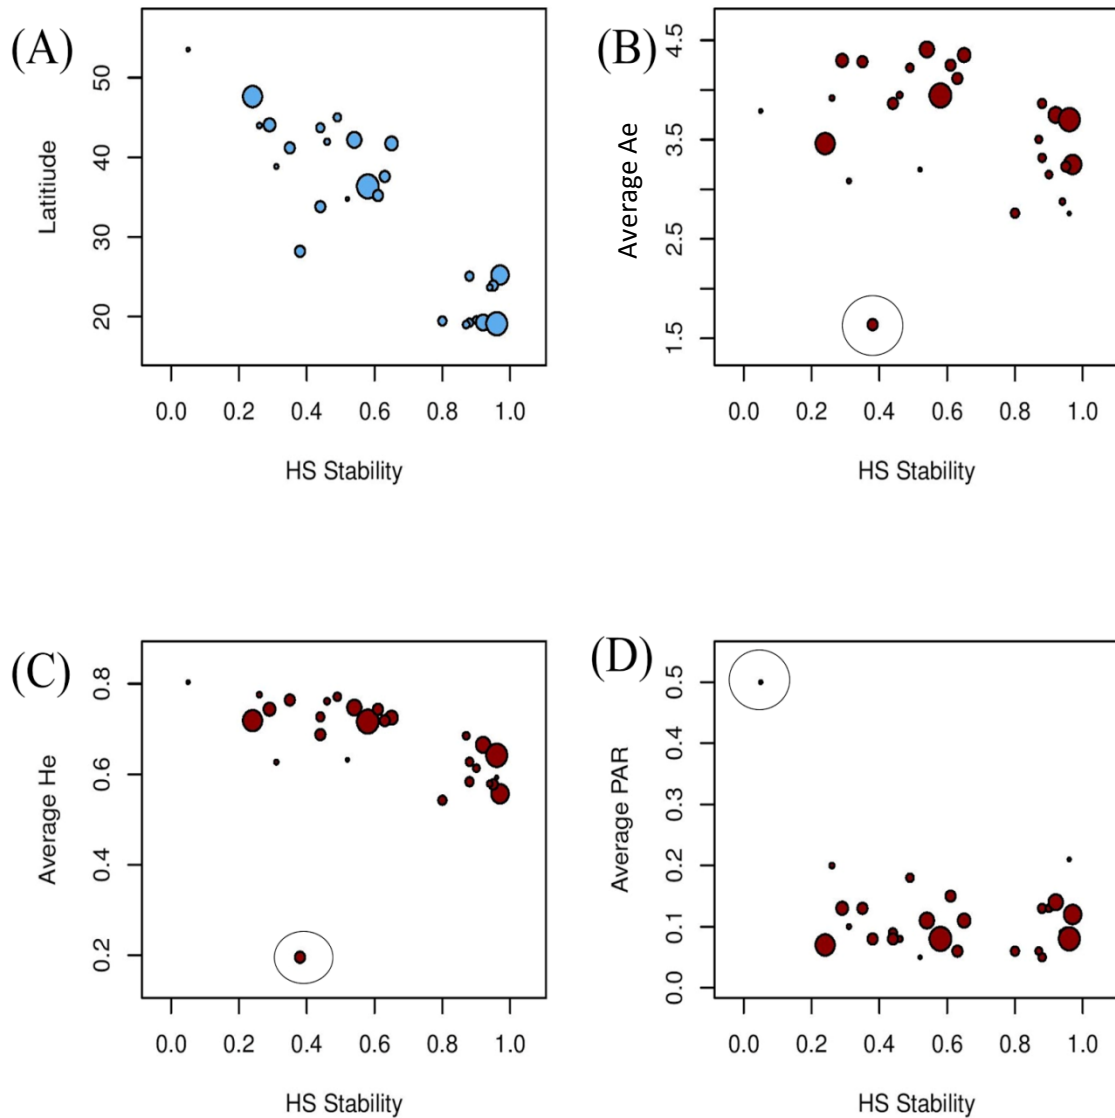 (A)
Latitiude
50
40
30
20
0.0 0.2 0.4 0.6 0.8 1.0
HS Stability
(B)
Average Ae
4.5
3.5
2.5
1.5
0.0 0.2 0.4 0.6 0.8 1.0
HS Stability
(C)
Average He
0.8
0.6
0.4
0.2
0.0 0.2 0.4 0.6 0.8 1.0
HS Stability
(D)
Average PAR
0.5
0.4
0.3
0.2
0.1
0.0
0.0 0.2 0.4 0.6 0.8 1.0
HS Stability